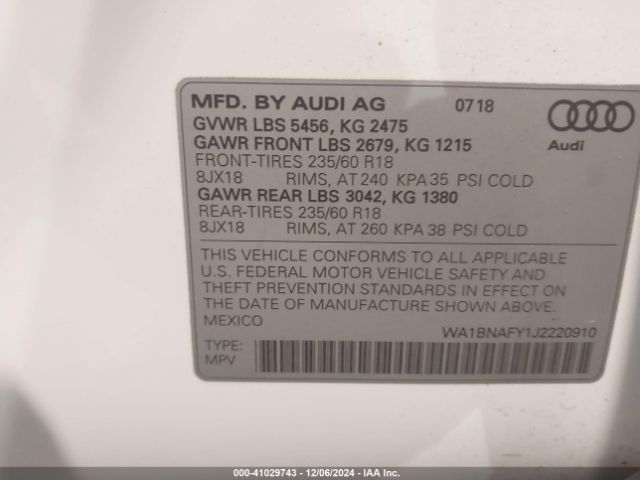 MFD. BY AUDI AG 0718
GVWR LBS 5456, KG 2475
GAWR FRONT LBS 2679, KG 1215
FRONT-TIRES 235/60 R18
8JX18 RIMS, AT 240 KPA 35 PSI COLD
GAWR REAR LBS 3042, KG 1380
REAR-TIRES 235/60 R18
8JX18 RIMS, AT 260 KPA 38 PSI COLD
Audi
THIS VEHICLE CONFORMS TO ALL APPLICABLE
U.S. FEDERAL MOTOR VEHICLE SAFETY AND
THEFT PREVENTION STANDARDS IN EFFECT ON
THE DATE OF MANUFACTURE SHOWN ABOVE.
MEXICO
WA1BNAFY1J2220910
TYPE:
MPV
000-41029743 - 12/06/2024 - IAA Inc.